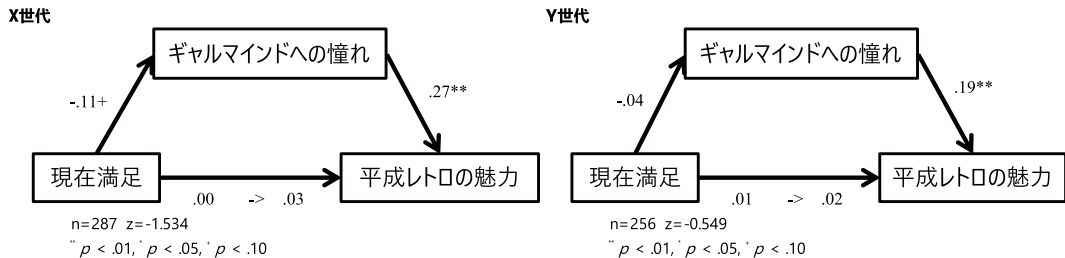 X世代
ギャルマインドへの憧れ
-.11+
.27**
現在満足
平成レトロの魅力
.00 -> .03
n=287 z=-1.534
** p < .01, * p < .05, + p < .10
Y世代
ギャルマインドへの憧れ
-.04
.19**
現在満足
平成レトロの魅力
.01 -> .02
n=256 z=-0.549
** p < .01, * p < .05, + p < .10